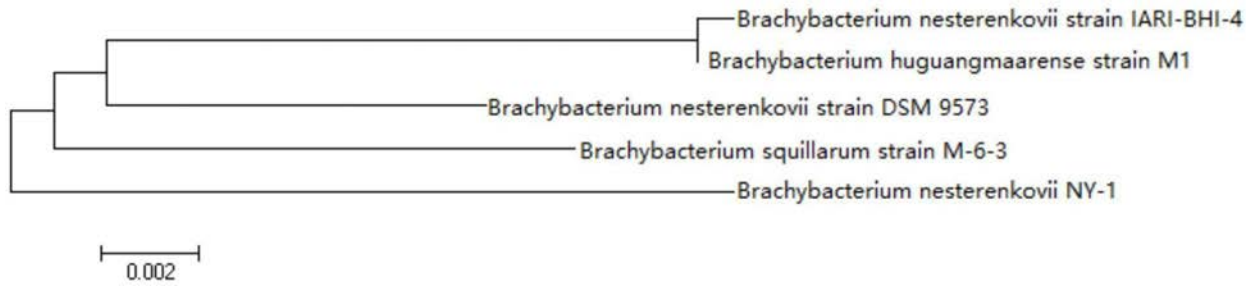 Brachybacterium nesterenkovii strain IARI-BHI-4
Brachybacterium huguangmaarense strain M1
Brachybacterium nesterenkovii strain DSM 9573
Brachybacterium squillarum strain M-6-3
Brachybacterium nesterenkovii NY-1
0.002